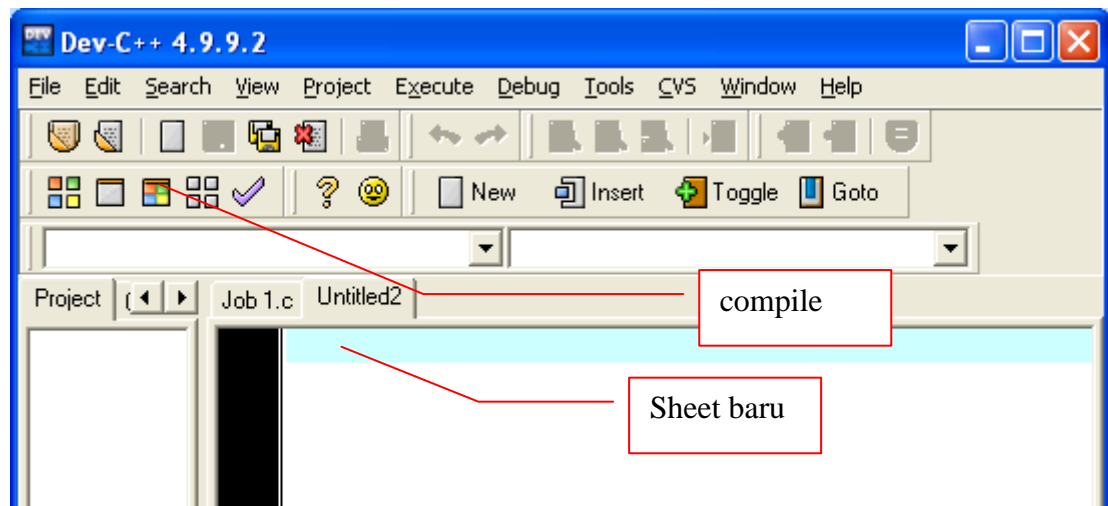 Dev-C++ 4.9.9.2
File Edit Search View Project Execute Debug Tools CVS Window Help
New Insert Toggle Goto
Project Job 1.c Untitled2
compile
Sheet baru